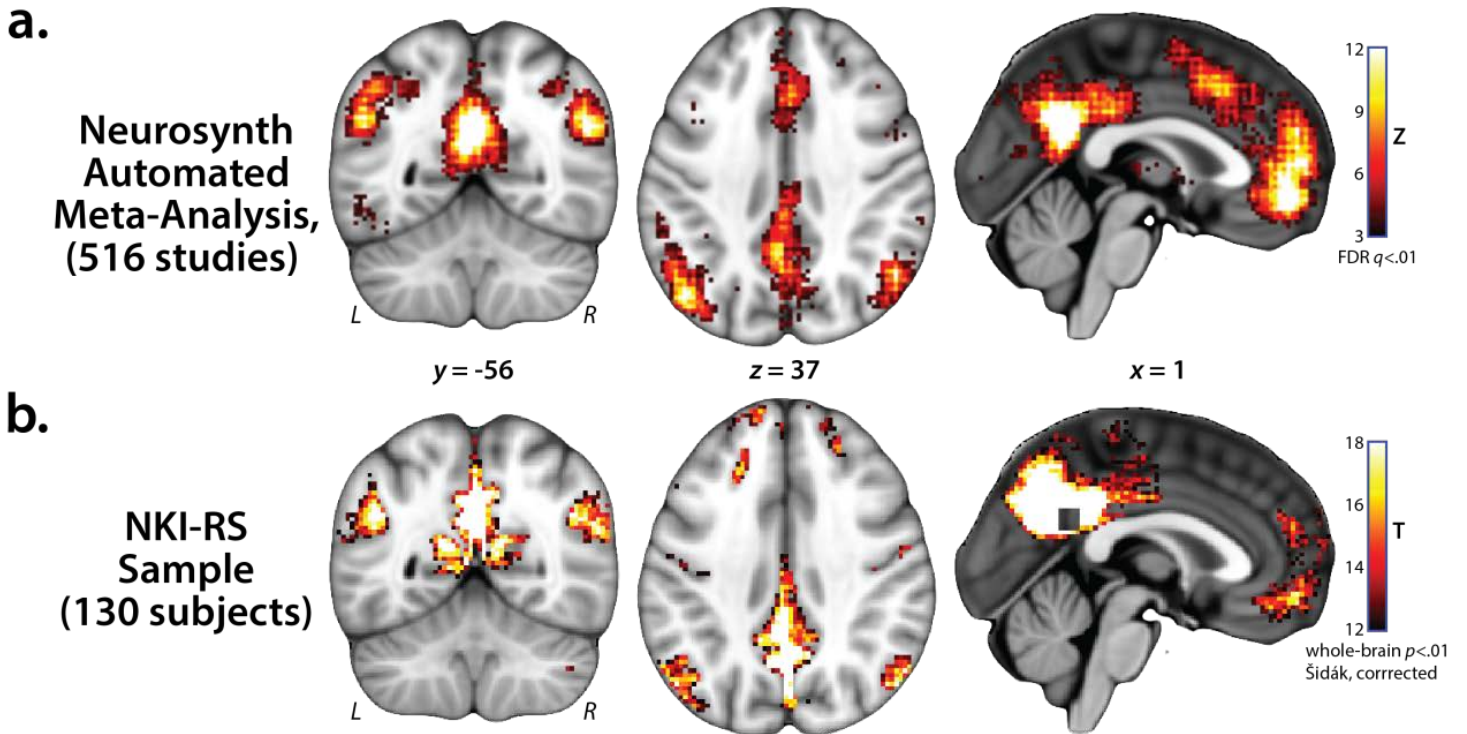 a.
Neurosynth
Automated
Meta-Analysis,
(516 studies)
L
R
12
9
Z
6
3
FDR q<.01
y = -56
z = 37
x = 1
b.
NKI-RS
Sample
(130 subjects)
L
R
18
16
T
14
12
whole-brain p<.01
Šidák, corrrected